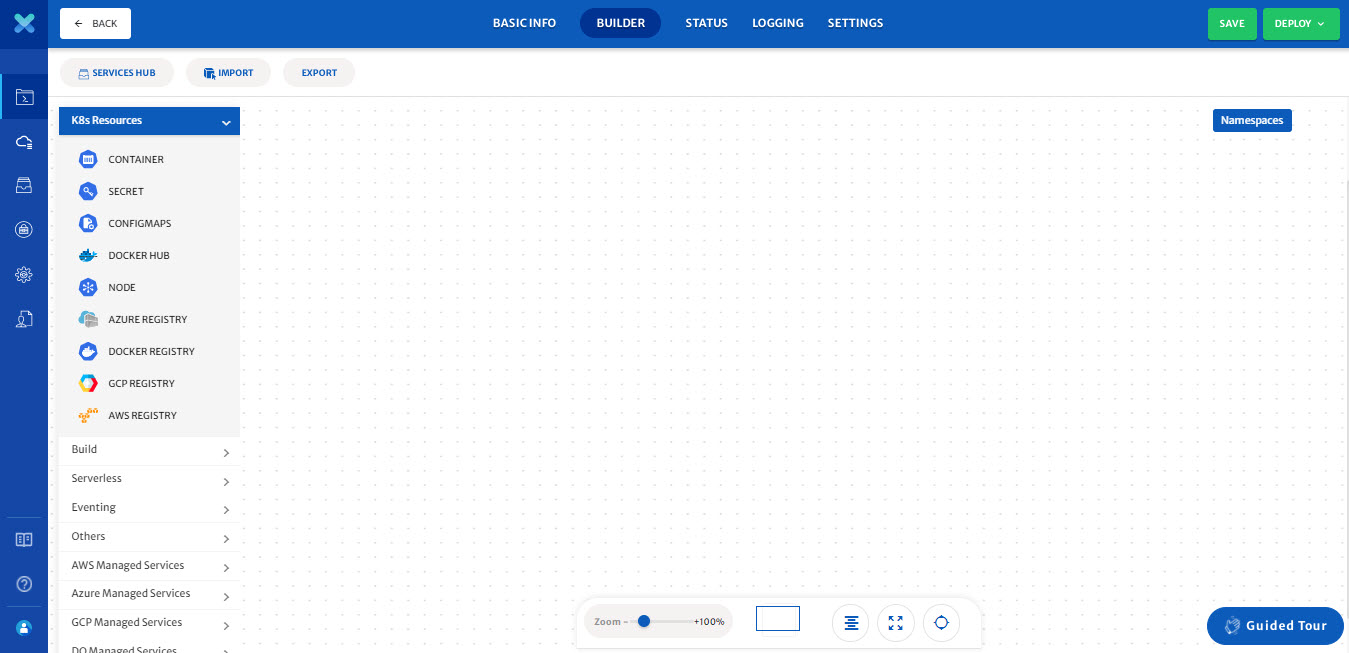 BACK
BASIC INFO
BUILDER
STATUS
LOGGING
SETTINGS
SAVE
DEPLOY
SERVICES HUB
IMPORT
EXPORT
K8s Resources
Namespaces
CONTAINER
SECRET
CONFIGMAPS
DOCKER HUB
NODE
AZURE REGISTRY
DOCKER REGISTRY
GCP REGISTRY
AWS REGISTRY
Build
Serverless
Eventing
Others
AWS Managed Services
Azure Managed Services
GCP Managed Services
DO Managed Services
Zoom - +100%
Guided Tour